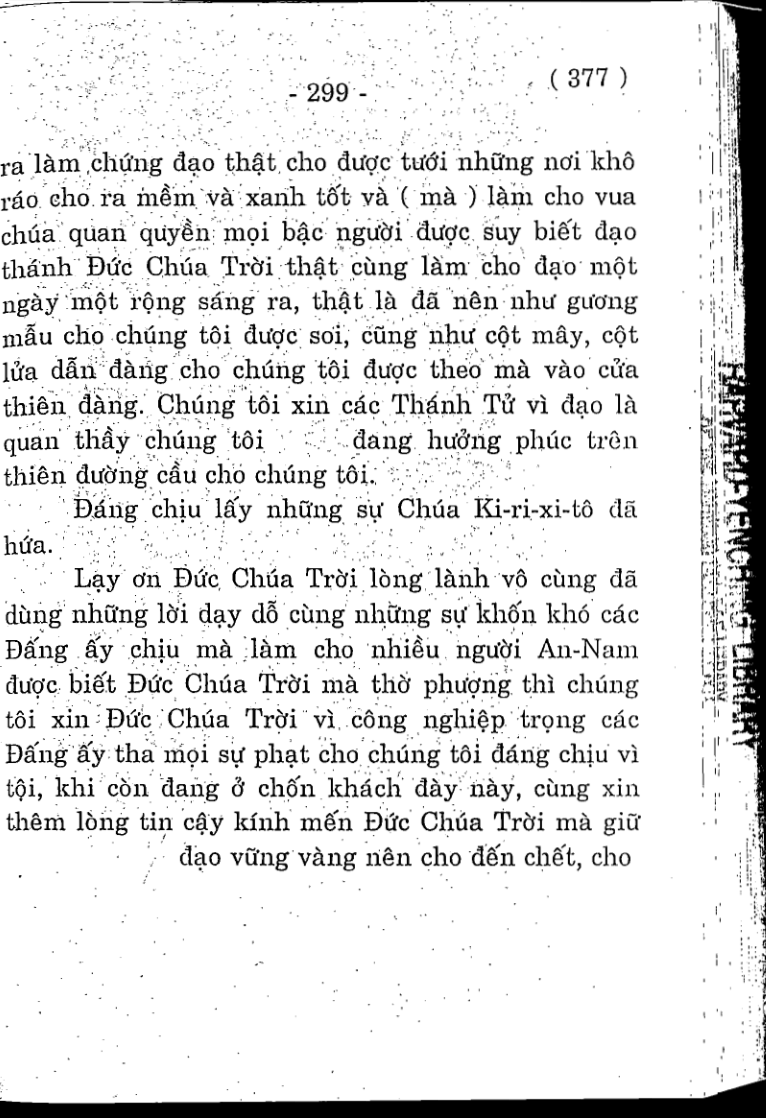 - 299 -
( 377 )
ra làm chứng đạo thật cho được tưới những nơi khô
ráo cho ra mềm và xanh tốt và ( mà ) làm cho vua
chúa quan quyền mọi bậc người được suy biết đạo
thánh Đức Chúa Trời thật cùng làm cho đạo một
ngày một rộng sáng ra, thật là đã nên như gương
mẫu cho chúng tôi được soi, cũng như cột mây, cột
lửa dẫn đàng cho chúng tôi được theo mà vào cửa
thiên đàng. Chúng tôi xin các Thánh Tử vì đạo là
quan thầy chúng tôi đang hưởng phúc trên
thiên đường cầu cho chúng tôi.
Đáng chịu lấy những sự Chúa Ki-ri-xi-tô đã
hứa.
Lạy ơn Đức Chúa Trời lòng lành vô cùng đã
dùng những lời dạy dỗ cùng những sự khốn khó các
Đấng ấy chịu mà làm cho nhiều người An-Nam
được biết Đức Chúa Trời mà thờ phượng thì chúng
tôi xin Đức Chúa Trời vì công nghiệp trọng các
Đấng ấy tha mọi sự phạt cho chúng tôi đáng chịu vì
tội, khi còn đang ở chốn khách đày này, cùng xin
thêm lòng tin cậy kính mến Đức Chúa Trời mà giữ
đạo vững vàng nên cho đến chết, cho
HARVARD-YENCHING LIBRARY